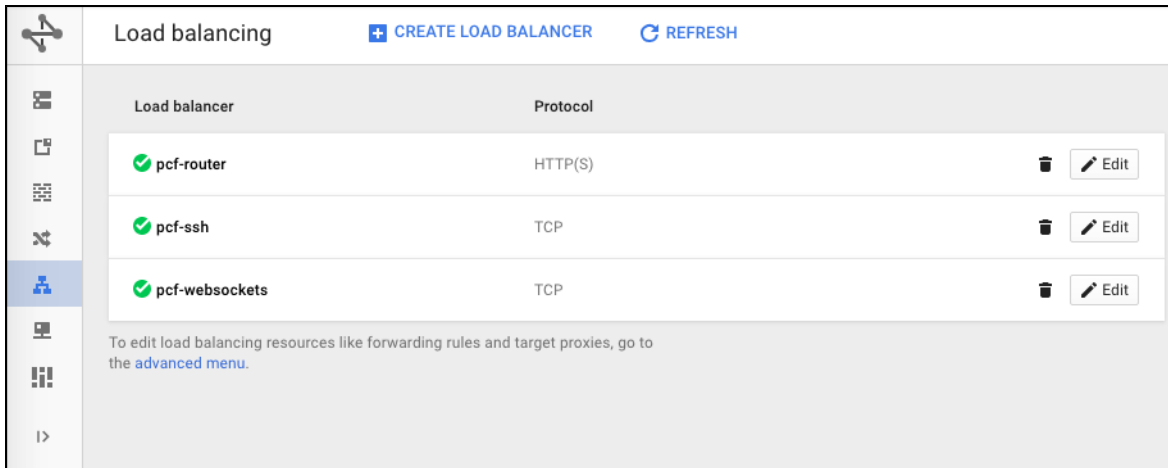 Load balancing CREATE LOAD BALANCER REFRESH
Load balancer Protocol
pcf-router HTTP(S) Edit
pcf-ssh TCP Edit
pcf-websockets TCP Edit
To edit load balancing resources like forwarding rules and target proxies, go to
the advanced menu.